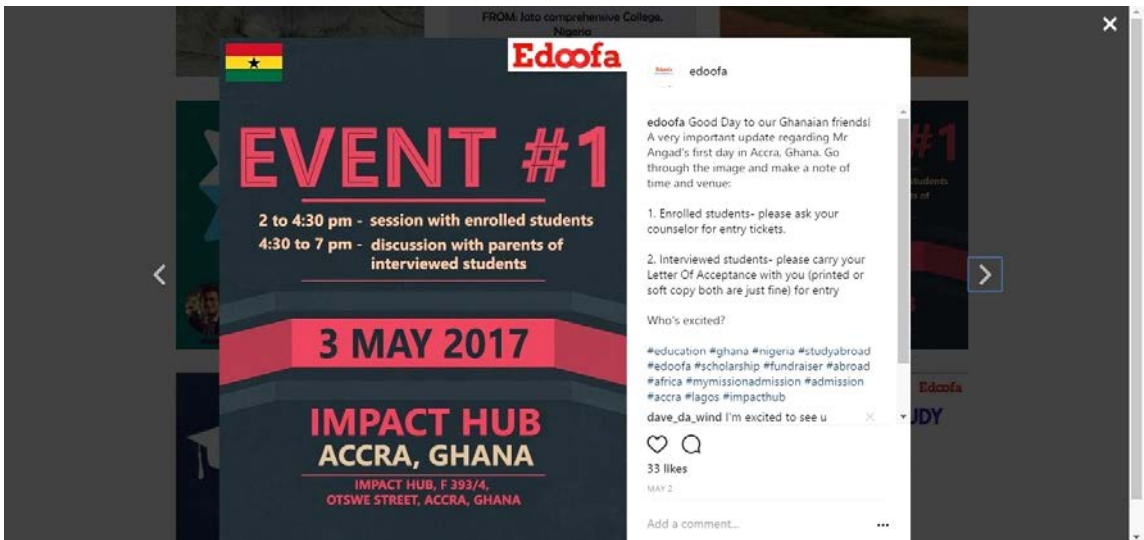 FROM: Jato comprehensive College,
Nigeria
Edoofa
EVENT #1
2 to 4:30 pm - session with enrolled students
4:30 to 7 pm - discussion with parents of
interviewed students
3 MAY 2017
IMPACT HUB
ACCRA, GHANA
IMPACT HUB, F 393/4,
OTSWE STREET, ACCRA, GHANA
edoofa
edoofa Good Day to our Ghanaian friends!
A very important update regarding Mr
Angad's first day in Accra, Ghana. Go
through the image and make a note of
time and venue:
1. Enrolled students- please ask your
counselor for entry tickets.
2. Interviewed students- please carry your
Letter Of Acceptance with you (printed or
soft copy both are just fine) for entry
Who's excited?
#education #ghana #nigeria #studyabroad
#edoofa #scholarship #fundraiser #abroad
#africa #mymissionadmission #admission
#accra #lagos #impacthub
dave_da_wind I'm excited to see u
33 likes
MAY 2
Add a comment...
#1
students
Edoofa
UDY